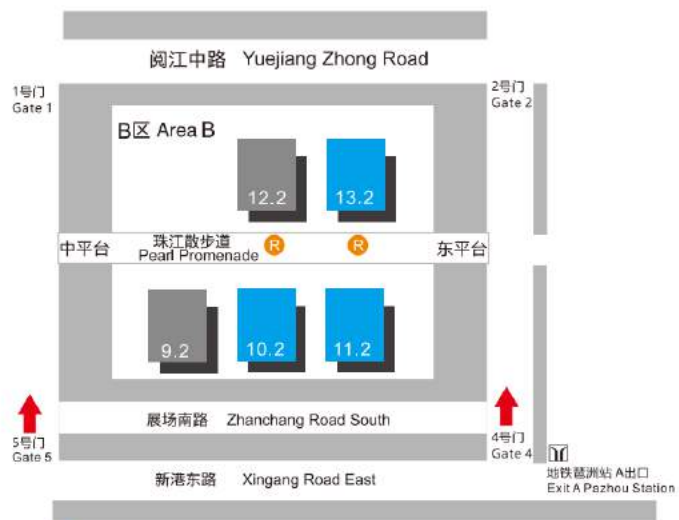 阅江中路 Yuejiang Zhong Road
1号门
Gate 1
2号门
Gate 2
B区 Area B
12.2
13.2
中平台
珠江散步道
Pearl Promenade
R
R
东平台
9.2
10.2
11.2
展场南路 Zhanchang Road South
5号门
Gate 5
4号门
Gate 4
新港东路 Xingang Road East
地铁琶洲站 A出口
Exit A Pazhou Station